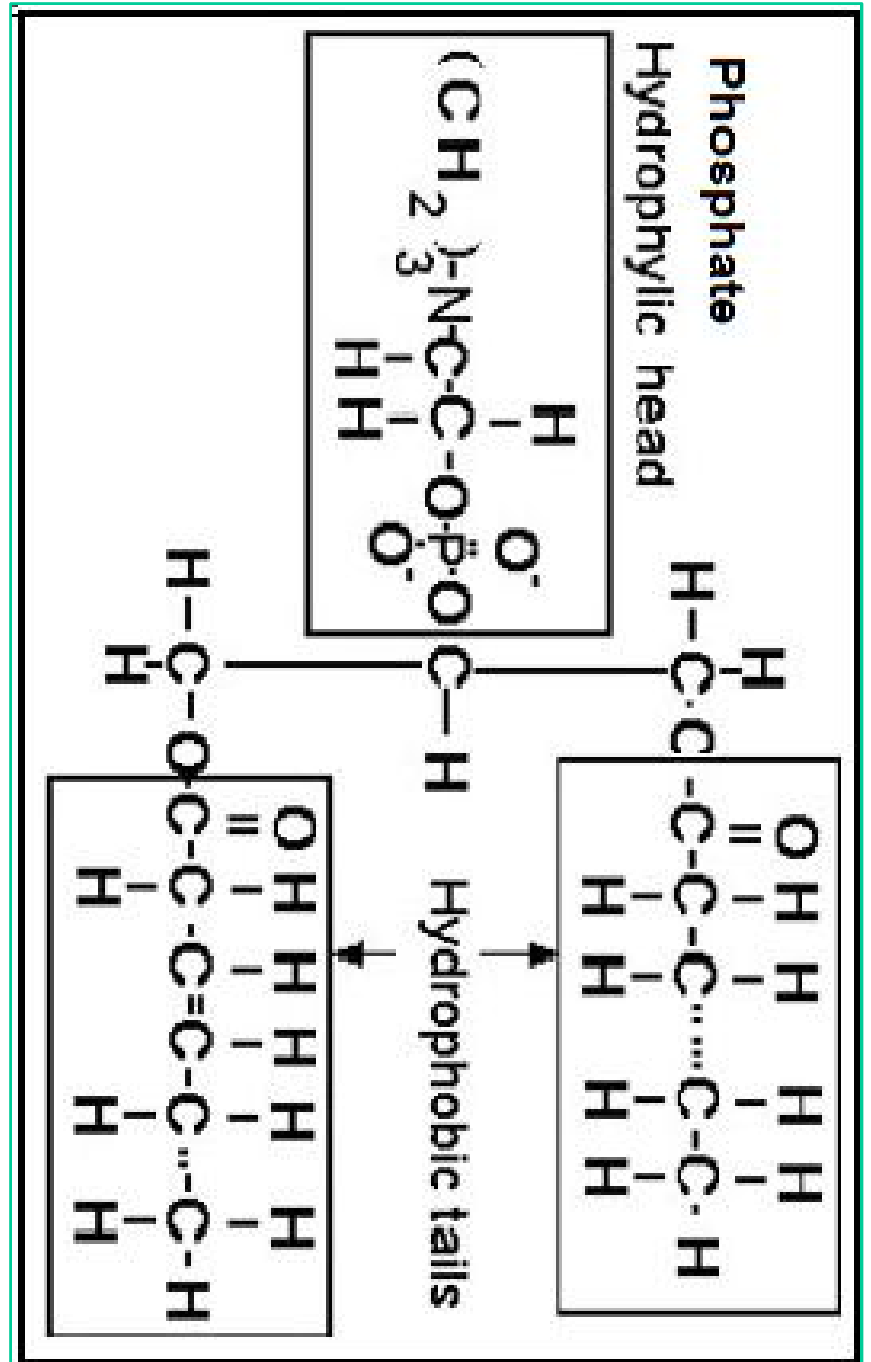 O H H H H
H
Phosphate
H-C·C-C-C-C......C-C-H
Hydrophylic head
H H H H
H
O-
(CH2)3-N-C-C-O-P-O C-H
Hydrophobic tails
O-
H H
O H H H H H
H-C-O-C-C-C=C-C...-C-H
H H H H